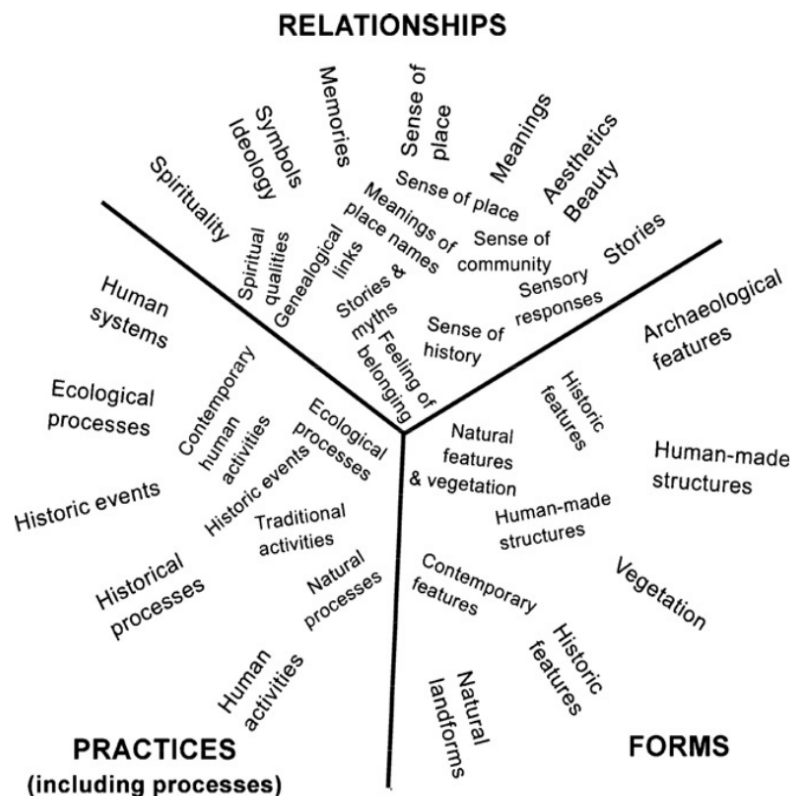 RELATIONSHIPS
Spirituality
Symbols
Ideology
Memories
Sense of
place
Meanings
Aesthetics
Beauty
Stories
Spiritual
qualities
Genealogical
links
Meanings of
place names
Sense of place
Sense of
community
Sensory
responses
Stories &
myths
Feeling of
belonging
Sense of
history
Human
systems
Ecological
processes
Historic events
Historical
processes
Human
activities
Contemporary
human
activities
Ecological
processes
Historic events
Traditional
activities
Natural
processes
PRACTICES
(including processes)
Archaeological
features
Historic
features
Natural
features
& vegetation
Human-made
structures
Human-made
structures
Contemporary
features
Vegetation
Historic
features
Natural
landforms
FORMS